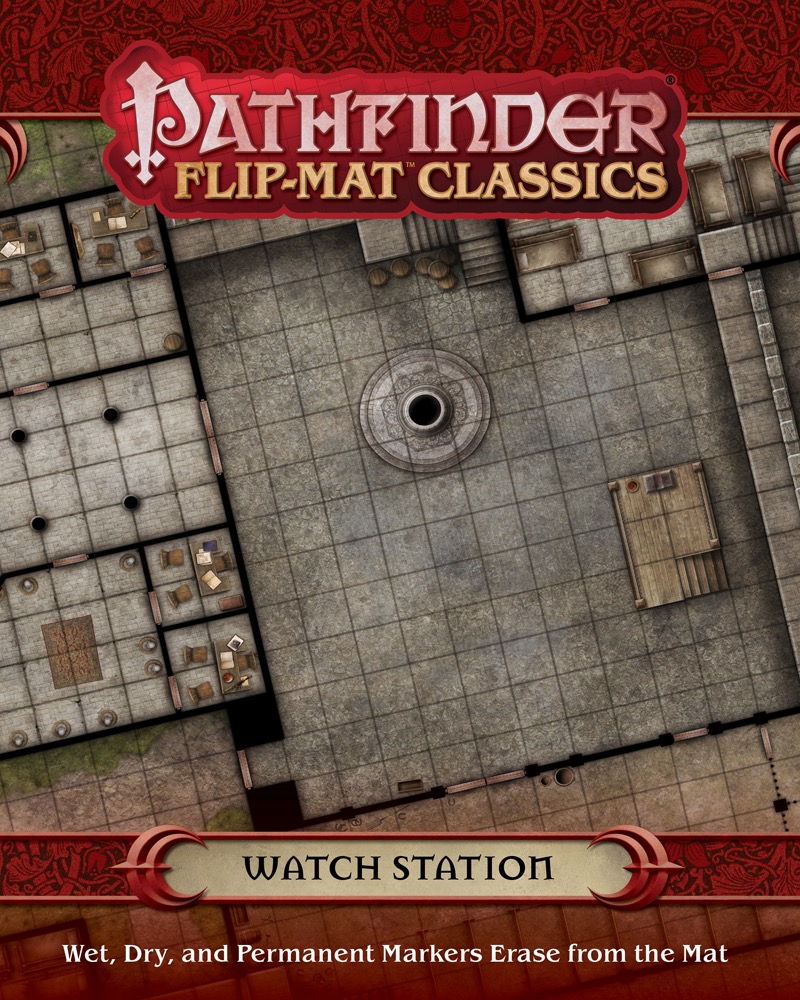 PATHFINDER®
FLIP-MAT™ CLASSICS
WATCH STATION
Wet, Dry, and Permanent Markers Erase from the Mat